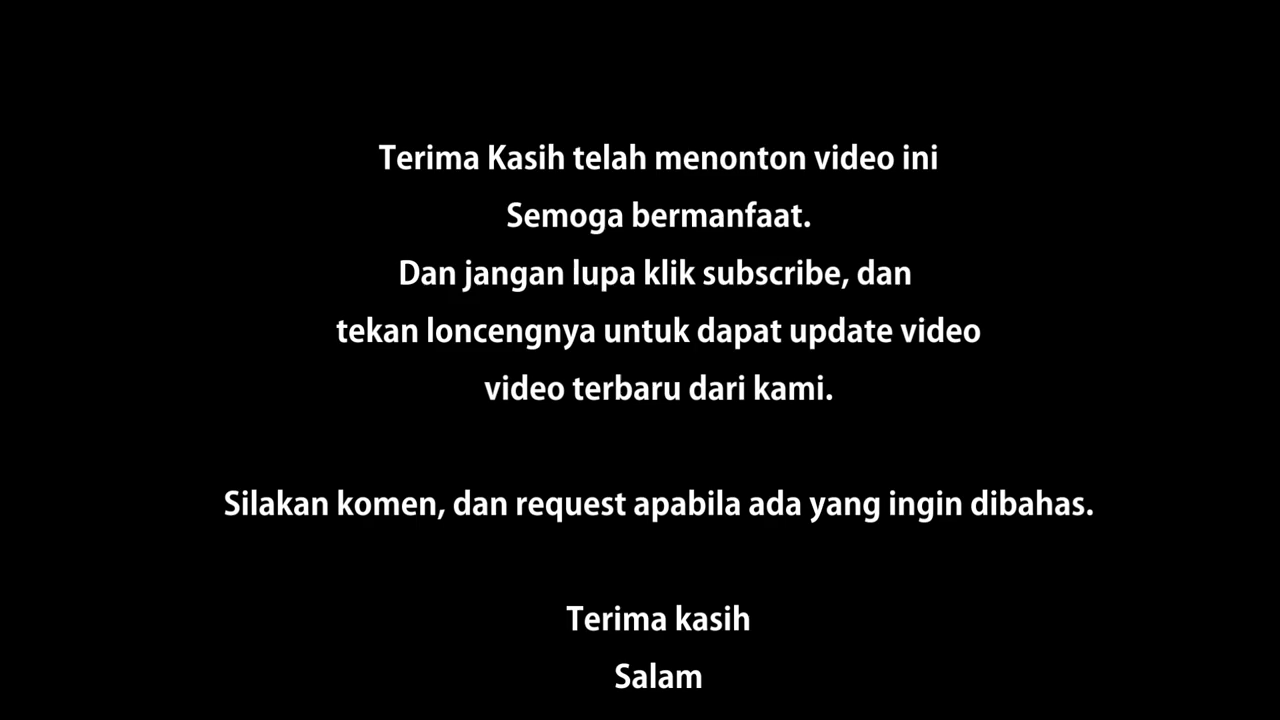 Terima Kasih telah menonton video ini
Semoga bermanfaat.
Dan jangan lupa klik subscribe, dan
tekan loncengnya untuk dapat update video
video terbaru dari kami.
Silakan komen, dan request apabila ada yang ingin dibahas.
Terima kasih
Salam